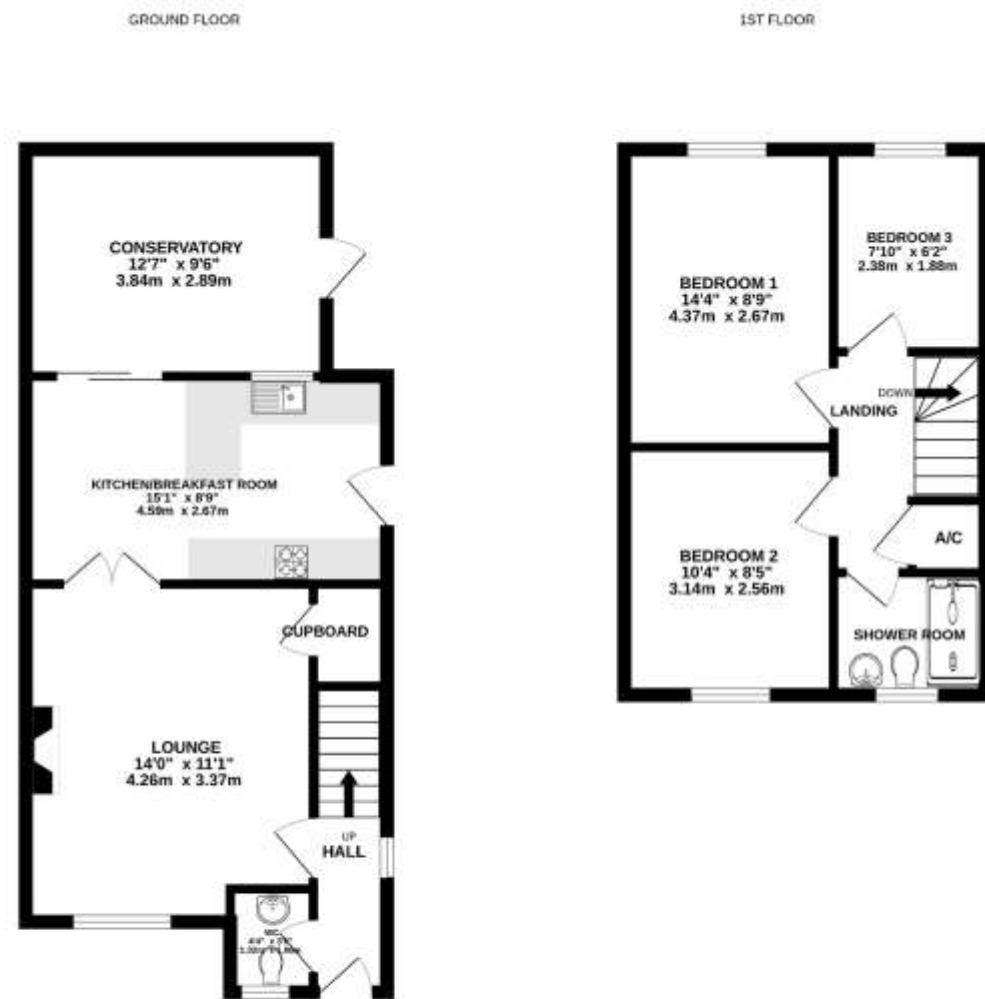 GROUND FLOOR
1ST FLOOR
CONSERVATORY
12'7" x 9'6"
3.84m x 2.89m
KITCHEN/BREAKFAST ROOM
15'1" x 8'9"
4.59m x 2.67m
CUPBOARD
LOUNGE
14'0" x 11'1"
4.26m x 3.37m
UP
HALL
WC
BEDROOM 1
14'4" x 8'9"
4.37m x 2.67m
BEDROOM 3
7'10" x 6'2"
2.38m x 1.88m
DOWN
LANDING
BEDROOM 2
10'4" x 8'5"
3.14m x 2.56m
A/C
SHOWER ROOM